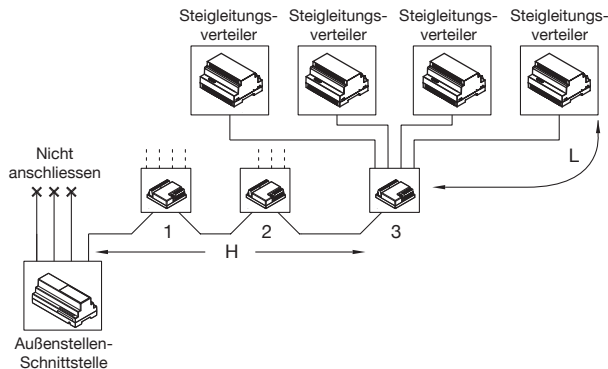 Steigleitungs-
verteiler
Steigleitungs-
verteiler
Steigleitungs-
verteiler
Steigleitungs-
verteiler
Nicht
anschliessen
L
1
2
3
H
Außenstellen-
Schnittstelle